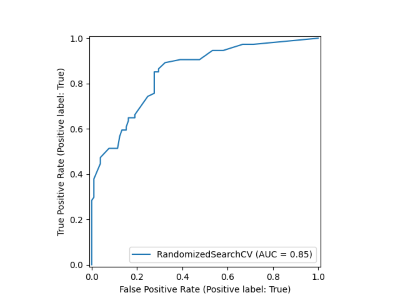 1.0
0.8
0.6
0.4
0.2
0.0
True Positive Rate (Positive label: True)
RandomizedSearchCV (AUC = 0.85)
0.0 0.2 0.4 0.6 0.8 1.0
False Positive Rate (Positive label: True)